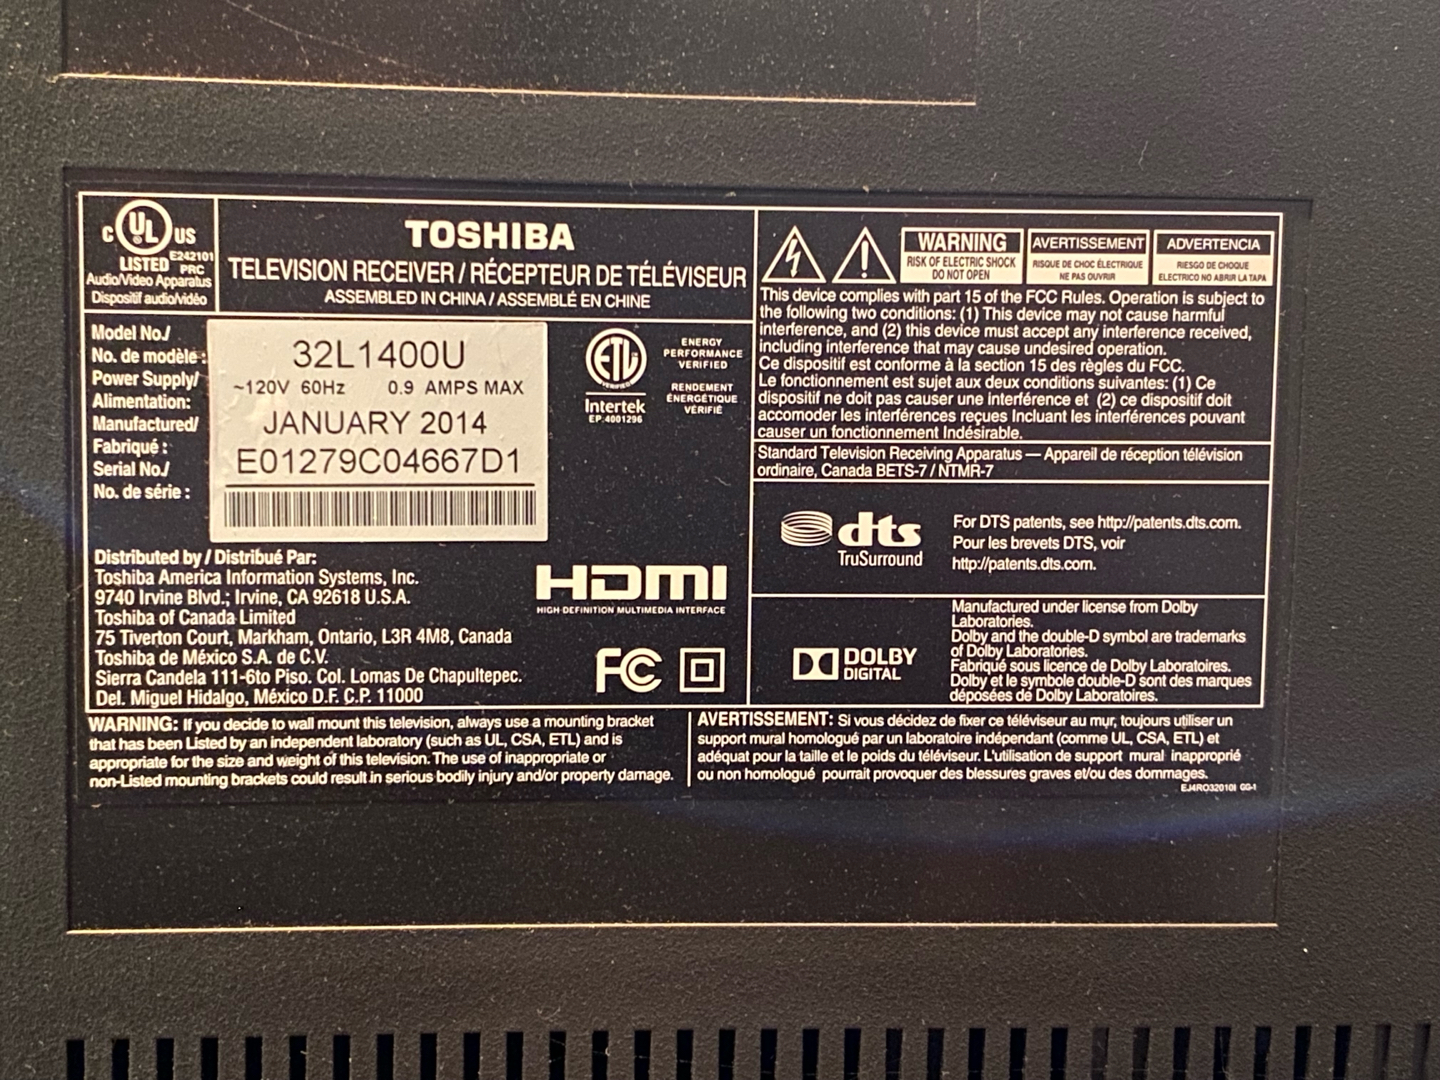 C UL US
LISTED E242101
PRC
Audio/Video Apparatus
Dispositif audio/vidéo
TOSHIBA
TELEVISION RECEIVER / RÉCEPTEUR DE TÉLÉVISEUR
ASSEMBLED IN CHINA / ASSEMBLÉ EN CHINE
Model No./
No. de modèle :
Power Supply/
Alimentation:
Manufactured/
Fabriqué :
Serial No./
No. de série :
32L1400U
~120V 60Hz 0.9 AMPS MAX
JANUARY 2014
E01279C04667D1
ETL
VERIFIED
Intertek
EP:4001296
ENERGY
PERFORMANCE
VERIFIED
RENDEMENT
ÉNERGÉTIQUE
VÉRIFIÉ
Distributed by / Distribué Par:
Toshiba America Information Systems, Inc.
9740 Irvine Blvd.; Irvine, CA 92618 U.S.A.
Toshiba of Canada Limited
75 Tiverton Court, Markham, Ontario, L3R 4M8, Canada
Toshiba de México S.A. de C.V.
Sierra Candela 111-6to Piso. Col. Lomas De Chapultepec.
Del. Miguel Hidalgo, México D.F. C.P. 11000
HDMI
HIGH-DEFINITION MULTIMEDIA INTERFACE
FC
WARNING
RISK OF ELECTRIC SHOCK
DO NOT OPEN
AVERTISSEMENT
RISQUE DE CHOC ÉLECTRIQUE
NE PAS OUVRIR
ADVERTENCIA
RIESGO DE CHOQUE
ELECTRICO NO ABRIR LA TAPA
This device complies with part 15 of the FCC Rules. Operation is subject to
the following two conditions: (1) This device may not cause harmful
interference, and (2) this device must accept any interference received,
including interference that may cause undesired operation.
Ce dispositif est conforme à la section 15 des règles du FCC.
Le fonctionnement est sujet aux deux conditions suivantes: (1) Ce
dispositif ne doit pas causer une interférence et (2) ce dispositif doit
accomoder les interférences reçues Incluant les interférences pouvant
causer un fonctionnement Indésirable.
Standard Television Receiving Apparatus — Appareil de réception télévision
ordinaire, Canada BETS-7 / NTMR-7
dts
TruSurround
For DTS patents, see http://patents.dts.com.
Pour les brevets DTS, voir
http://patents.dts.com.
DOLBY
DIGITAL
Manufactured under license from Dolby
Laboratories.
Dolby and the double-D symbol are trademarks
of Dolby Laboratories.
Fabriqué sous licence de Dolby Laboratoires.
Dolby et le symbole double-D sont des marques
déposées de Dolby Laboratoires.
WARNING: If you decide to wall mount this television, always use a mounting bracket
that has been Listed by an independent laboratory (such as UL, CSA, ETL) and is
appropriate for the size and weight of this television. The use of inappropriate or
non-Listed mounting brackets could result in serious bodily injury and/or property damage.
AVERTISSEMENT: Si vous décidez de fixer ce téléviseur au mur, toujours utiliser un
support mural homologué par un laboratoire indépendant (comme UL, CSA, ETL) et
adéquat pour la taille et le poids du téléviseur. L'utilisation de support mural inapproprié
ou non homologué pourrait provoquer des blessures graves et/ou des dommages.
EJ4RO32010I GG-1